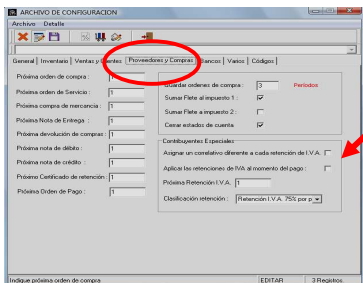 ARCHIVO DE CONFIGURACION
Archivo Detalle
General Inventario Ventas y Clientes Proveedores y Compras Bancos Varios Códigos
Próxima orden de compra : 1
Próxima orden de Servicio : 1
Próxima compra de mercancia : 1
Próxima Nota de Entrega : 1
Próxima devolución de compras : 1
Próxima nota de débito : 1
Próxima nota de crédito : 1
Próximo Certificado de retención : 1
Próxima Orden de Pago : 1
Guardar ordenes de compra : 3 Períodos
Sumar Flete al impuesto 1 :
Sumar Flete a impuesto 2 :
Cerrar estados de cuenta
Contribuyentes Especiales
Asignar un correlativo diferente a cada retención de I.V.A.
Aplicar las retenciones de IVA al momento del pago :
Próxima Retención I.V.A. 1
Clasificación retención : Retención I.V.A. 75% por p
Indique próxima orden de compra EDITAR 3 Registros.